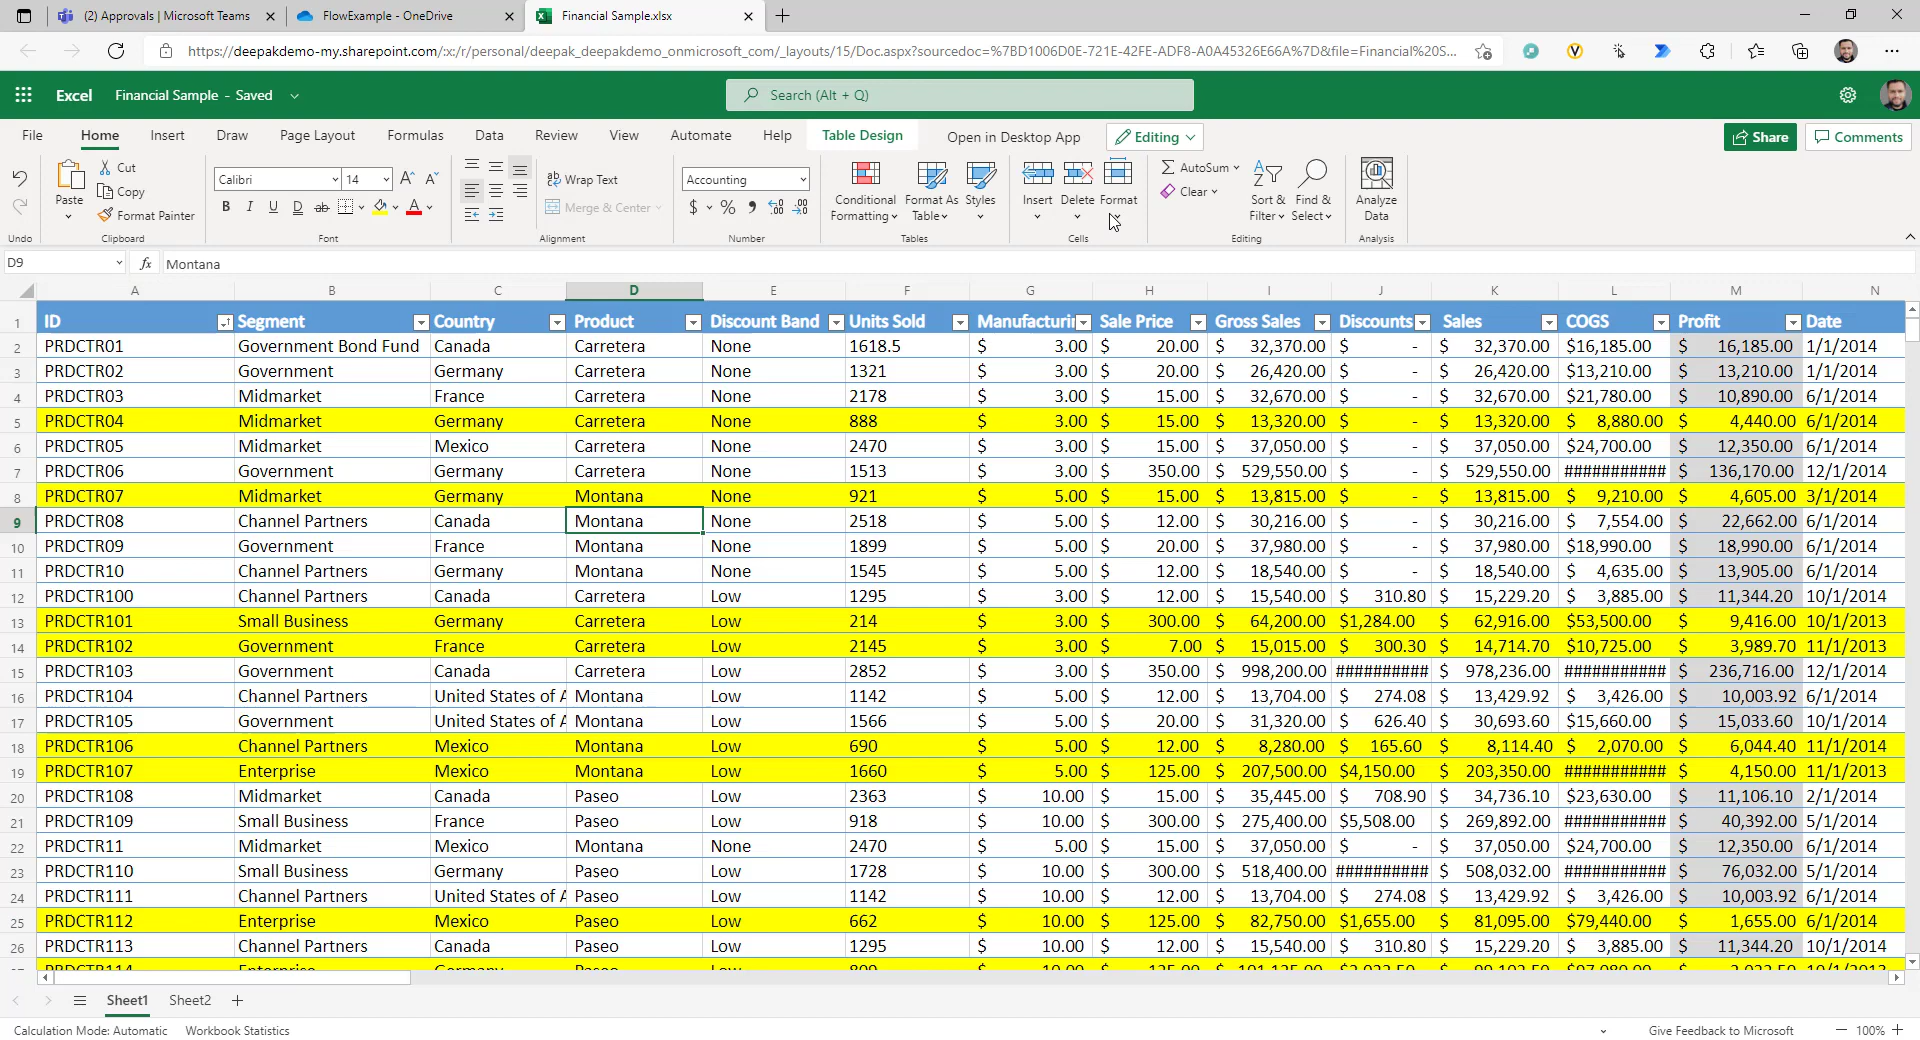 (2) Approvals | Microsoft Teams
FlowExample - OneDrive
Financial Sample.xlsx
https://deepakdemo-my.sharepoint.com/:x:/r/personal/deepak_deepakdemo_onmicrosoft_com/_layouts/15/Doc.aspx?sourcedoc=%7BD1006D0E-721E-42FE-ADF8-A0A45326E66A%7D&file=Financial%20S...
Excel Financial Sample - Saved
Search (Alt + Q)
File Home Insert Draw Page Layout Formulas Data Review View Automate Help Table Design Open in Desktop App Editing Share Comments
Paste Cut Copy Format Painter
Calibri 14
Wrap Text Merge & Center
Accounting
Conditional Formatting Format As Table Styles
Insert Delete Format
AutoSum Clear
Sort & Filter Find & Select
Analyze Data
Undo Clipboard Font Alignment Number Tables Cells Editing Analysis
D9 fx Montana
A B C D E F G H I J K L M N
1 ID Segment Country Product Discount Band Units Sold Manufacturin Sale Price Gross Sales Discounts Sales COGS Profit Date
2 PRDCTR01 Government Bond Fund Canada Carretera None 1618.5 $ 3.00 $ 20.00 $ 32,370.00 $ - $ 32,370.00 $16,185.00 $ 16,185.00 1/1/2014
3 PRDCTR02 Government Germany Carretera None 1321 $ 3.00 $ 20.00 $ 26,420.00 $ - $ 26,420.00 $13,210.00 $ 13,210.00 1/1/2014
4 PRDCTR03 Midmarket France Carretera None 2178 $ 3.00 $ 15.00 $ 32,670.00 $ - $ 32,670.00 $21,780.00 $ 10,890.00 6/1/2014
5 PRDCTR04 Midmarket Germany Carretera None 888 $ 3.00 $ 15.00 $ 13,320.00 $ - $ 13,320.00 $ 8,880.00 $ 4,440.00 6/1/2014
6 PRDCTR05 Midmarket Mexico Carretera None 2470 $ 3.00 $ 15.00 $ 37,050.00 $ - $ 37,050.00 $24,700.00 $ 12,350.00 6/1/2014
7 PRDCTR06 Government Germany Carretera None 1513 $ 3.00 $ 350.00 $ 529,550.00 $ - $ 529,550.00 ########### $ 136,170.00 12/1/2014
8 PRDCTR07 Midmarket Germany Montana None 921 $ 5.00 $ 15.00 $ 13,815.00 $ - $ 13,815.00 $ 9,210.00 $ 4,605.00 3/1/2014
9 PRDCTR08 Channel Partners Canada Montana None 2518 $ 5.00 $ 12.00 $ 30,216.00 $ - $ 30,216.00 $ 7,554.00 $ 22,662.00 6/1/2014
10 PRDCTR09 Government France Montana None 1899 $ 5.00 $ 20.00 $ 37,980.00 $ - $ 37,980.00 $18,990.00 $ 18,990.00 6/1/2014
11 PRDCTR10 Channel Partners Germany Montana None 1545 $ 5.00 $ 12.00 $ 18,540.00 $ - $ 18,540.00 $ 4,635.00 $ 13,905.00 6/1/2014
12 PRDCTR100 Channel Partners Canada Carretera Low 1295 $ 3.00 $ 12.00 $ 15,540.00 $ 310.80 $ 15,229.20 $ 3,885.00 $ 11,344.20 10/1/2014
13 PRDCTR101 Small Business Germany Carretera Low 214 $ 3.00 $ 300.00 $ 64,200.00 $1,284.00 $ 62,916.00 $53,500.00 $ 9,416.00 10/1/2013
14 PRDCTR102 Government France Carretera Low 2145 $ 3.00 $ 7.00 $ 15,015.00 $ 300.30 $ 14,714.70 $10,725.00 $ 3,989.70 11/1/2013
15 PRDCTR103 Government Canada Carretera Low 2852 $ 3.00 $ 350.00 $ 998,200.00 ########## $ 978,236.00 ########### $ 236,716.00 12/1/2014
16 PRDCTR104 Channel Partners United States of A Montana Low 1142 $ 5.00 $ 12.00 $ 13,704.00 $ 274.08 $ 13,429.92 $ 3,426.00 $ 10,003.92 6/1/2014
17 PRDCTR105 Government United States of A Montana Low 1566 $ 5.00 $ 20.00 $ 31,320.00 $ 626.40 $ 30,693.60 $15,660.00 $ 15,033.60 10/1/2014
18 PRDCTR106 Channel Partners Mexico Montana Low 690 $ 5.00 $ 12.00 $ 8,280.00 $ 165.60 $ 8,114.40 $ 2,070.00 $ 6,044.40 11/1/2014
19 PRDCTR107 Enterprise Mexico Montana Low 1660 $ 5.00 $ 125.00 $ 207,500.00 $4,150.00 $ 203,350.00 ########### $ 4,150.00 11/1/2013
20 PRDCTR108 Midmarket Canada Paseo Low 2363 $ 10.00 $ 15.00 $ 35,445.00 $ 708.90 $ 34,736.10 $23,630.00 $ 11,106.10 2/1/2014
21 PRDCTR109 Small Business France Paseo Low 918 $ 10.00 $ 300.00 $ 275,400.00 $5,508.00 $ 269,892.00 ########### $ 40,392.00 5/1/2014
22 PRDCTR11 Midmarket Mexico Montana None 2470 $ 5.00 $ 15.00 $ 37,050.00 $ - $ 37,050.00 $24,700.00 $ 12,350.00 6/1/2014
23 PRDCTR110 Small Business Germany Paseo Low 1728 $ 10.00 $ 300.00 $ 518,400.00 ########## $ 508,032.00 ########### $ 76,032.00 5/1/2014
24 PRDCTR111 Channel Partners United States of A Paseo Low 1142 $ 10.00 $ 12.00 $ 13,704.00 $ 274.08 $ 13,429.92 $ 3,426.00 $ 10,003.92 6/1/2014
25 PRDCTR112 Enterprise Mexico Paseo Low 662 $ 10.00 $ 125.00 $ 82,750.00 $1,655.00 $ 81,095.00 $79,440.00 $ 1,655.00 6/1/2014
26 PRDCTR113 Channel Partners Canada Paseo Low 1295 $ 10.00 $ 12.00 $ 15,540.00 $ 310.80 $ 15,229.20 $ 3,885.00 $ 11,344.20 10/1/2014
Sheet1 Sheet2
Calculation Mode: Automatic Workbook Statistics Give Feedback to Microsoft 100%